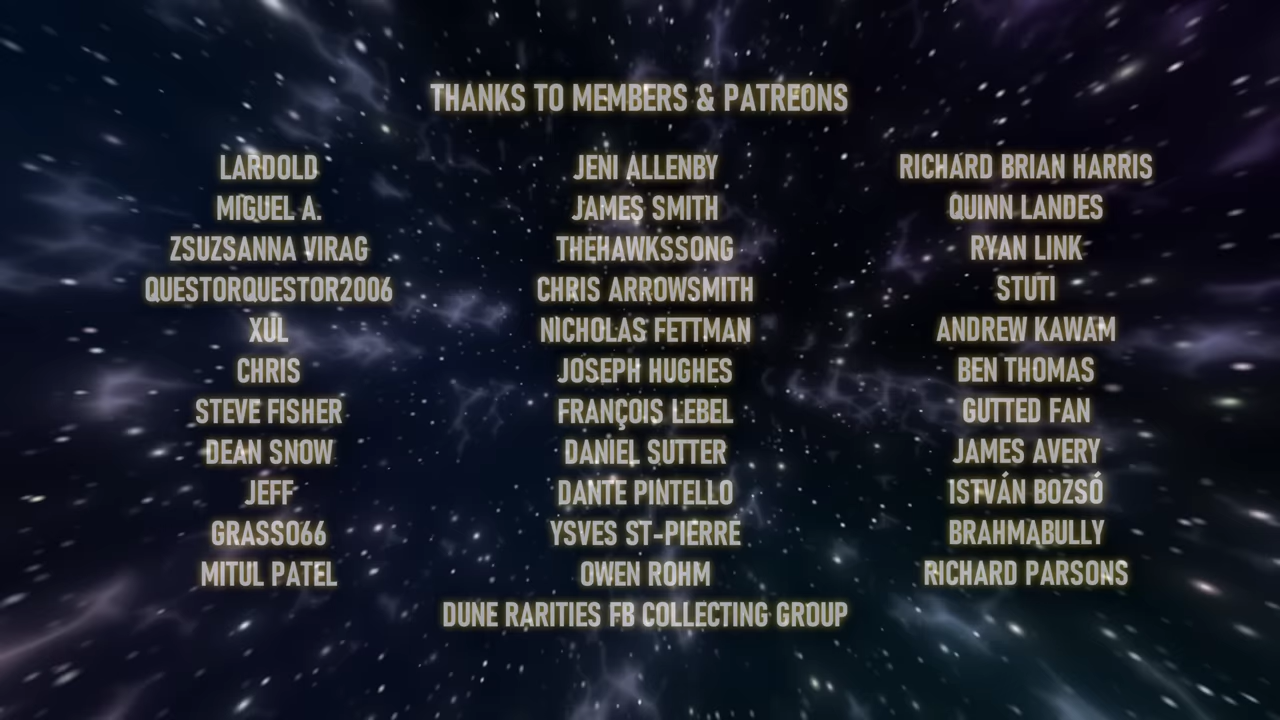 THANKS TO MEMBERS & PATREONS
LARDOLD
MIGUEL A.
ZSUZSANNA VIRAG
QUESTORQUESTOR2006
XUL
CHRIS
STEVE FISHER
DEAN SNOW
JEFF
GRASSO66
MITUL PATEL
JENI ALLENBY
JAMES SMITH
THEHAWKSSONG
CHRIS ARROWSMITH
NICHOLAS FETTMAN
JOSEPH HUGHES
FRANÇOIS LEBEL
DANIEL SUTTER
DANTE PINTELLO
YSVES ST-PIERRE
OWEN ROHM
DUNE RARITIES FB COLLECTING GROUP
RICHARD BRIAN HARRIS
QUINN LANDES
RYAN LINK
STUTI
ANDREW KAWAM
BEN THOMAS
GUTTED FAN
JAMES AVERY
ISTVÁN BOZSÓ
BRAHMABULLY
RICHARD PARSONS